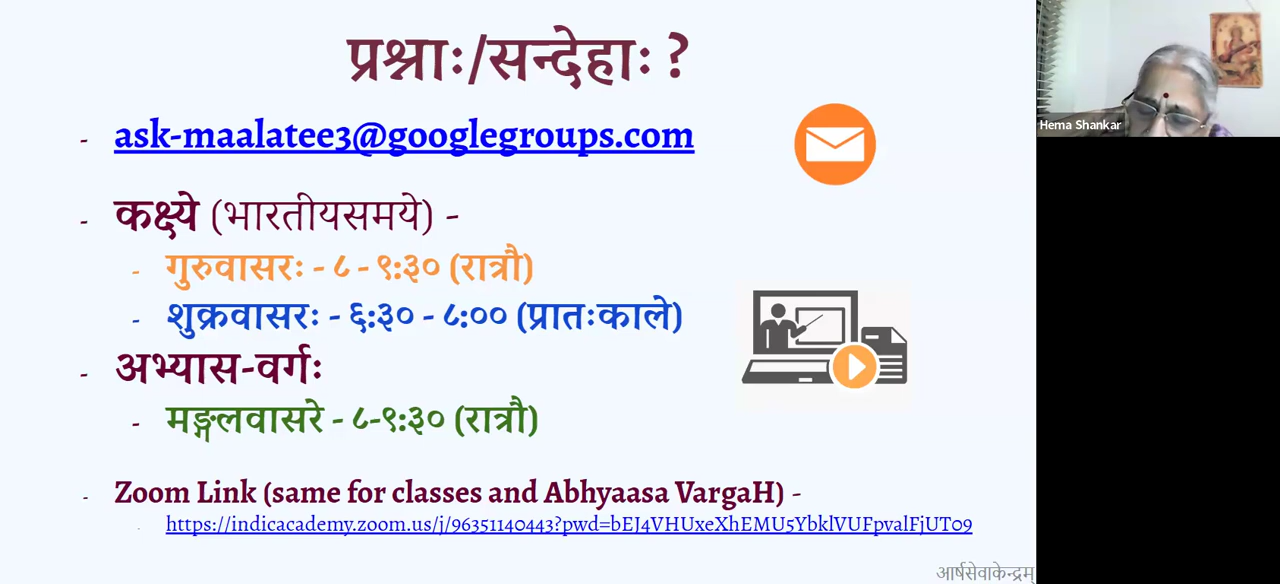 प्रश्नाः/सन्देहाः ?
- ask-maalatee3@googlegroups.com
- कक्ष्ये (भारतीयसमये) -
- गुरुवासरः - ८ - ९:३० (रात्रौ)
- शुक्रवासरः - ६:३० - ८:०० (प्रातःकाले)
- अभ्यास-वर्गः
- मङ्गलवासरे - ८-९:३० (रात्रौ)
- Zoom Link (same for classes and Abhyaasa VargaH) -
- https://indicacademy.zoom.us/j/96351140443?pwd=bEJ4VHUxeXhEMU5YbklVUFpvalFjUT09
आर्षसेवाकेन्द्रम्
Hema Shankar